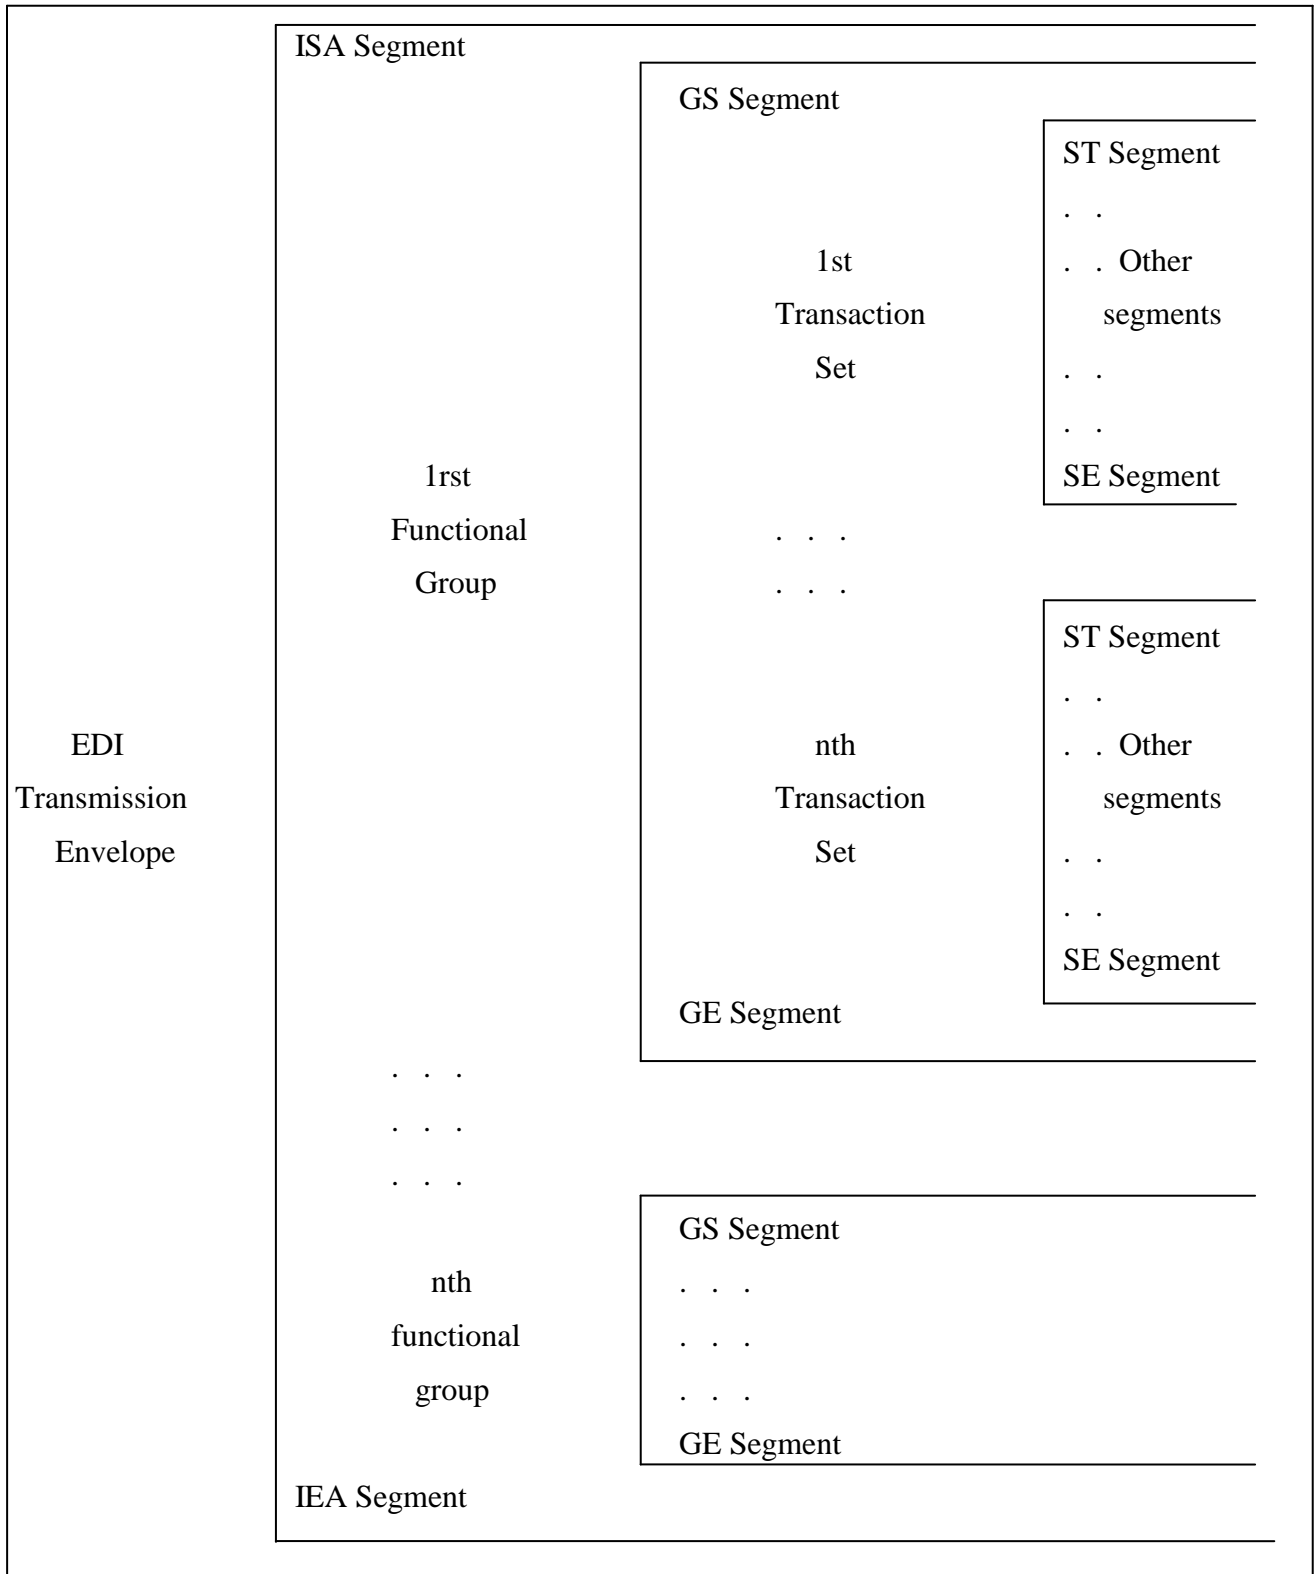 ISA Segment
GS Segment
ST Segment
. .
1st . . Other
Transaction segments
Set . .
. .
1rst SE Segment
Functional . . .
Group . . .
ST Segment
. .
EDI nth . . Other
Transmission Transaction segments
Envelope Set . .
. .
SE Segment
GE Segment
. . .
. . .
. . .
GS Segment
nth . . .
functional . . .
group . . .
GE Segment
IEA Segment